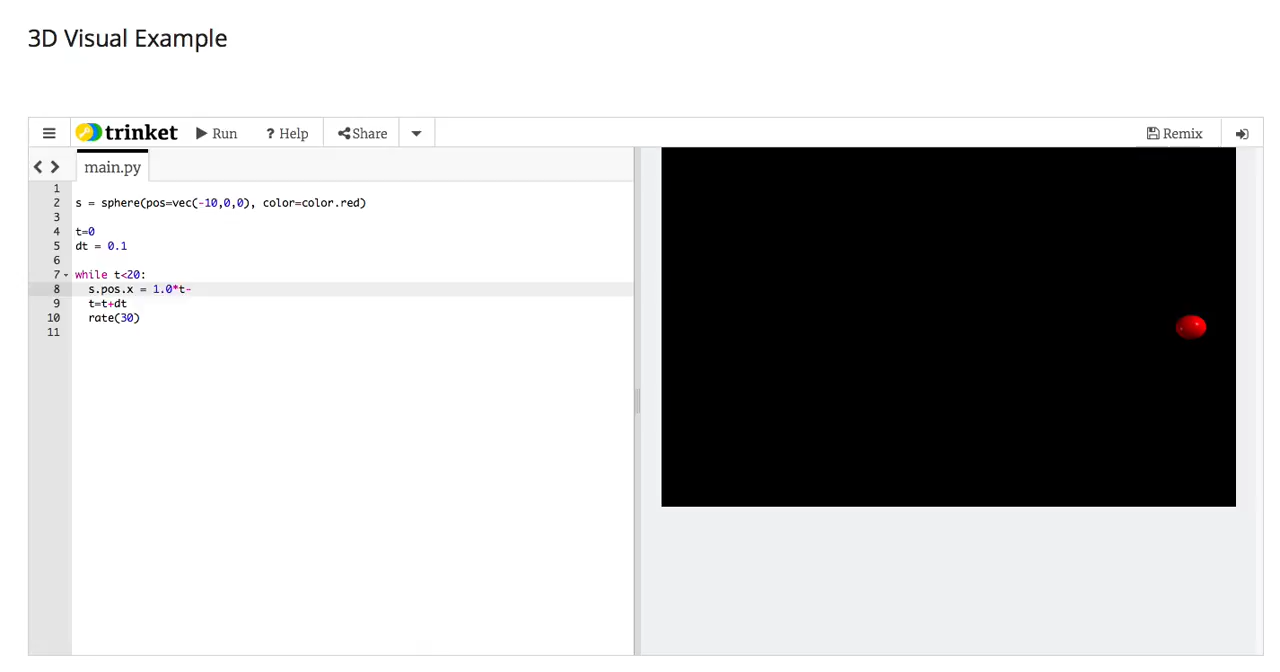 3D Visual Example
trinket Run ? Help Share Remix
main.py
1
2 s = sphere(pos=vec(-10,0,0), color=color.red)
3
4 t=0
5 dt = 0.1
6
7 while t<20:
8 s.pos.x = 1.0*t-
9 t=t+dt
10 rate(30)
11